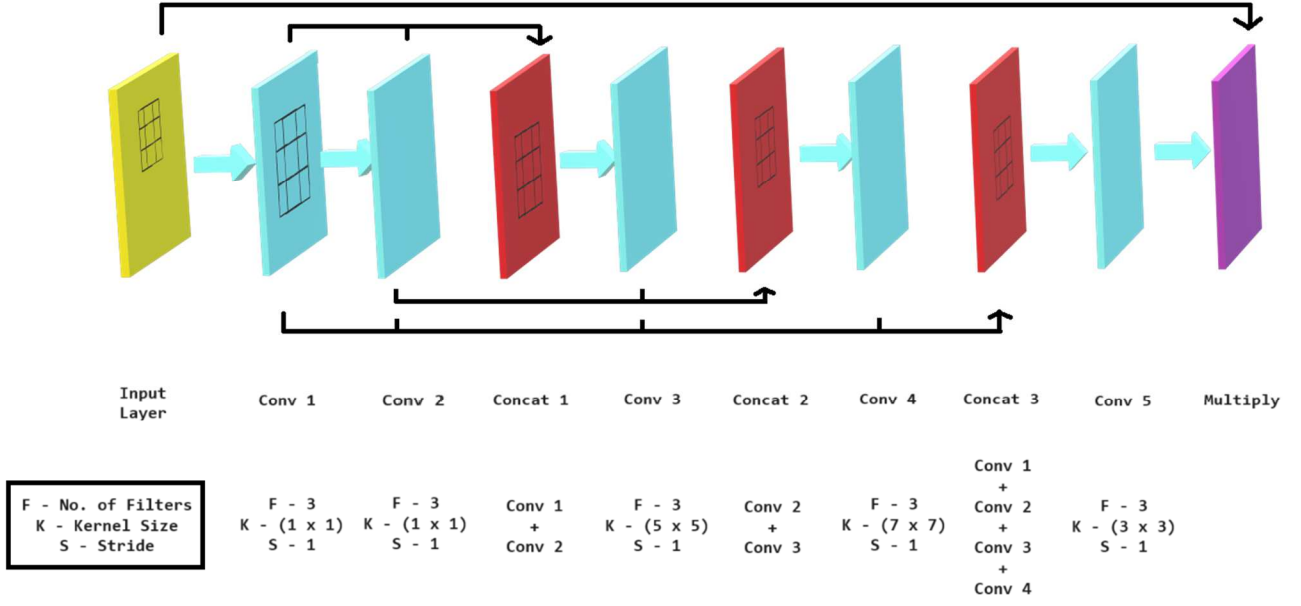 Input
Layer
Conv 1
Conv 2
Concat 1
Conv 3
Concat 2
Conv 4
Concat 3
Conv 5
Multiply
F - No. of Filters
K - Kernel Size
S - Stride
F - 3
K - (1 x 1)
S - 1
F - 3
K - (1 x 1)
S - 1
Conv 1
+
Conv 2
F - 3
K - (5 x 5)
S - 1
Conv 2
+
Conv 3
F - 3
K - (7 x 7)
S - 1
Conv 1
+
Conv 2
+
Conv 3
+
Conv 4
F - 3
K - (3 x 3)
S - 1